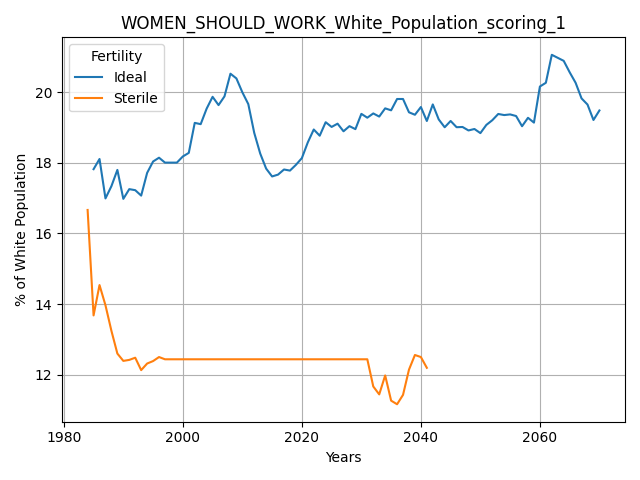 WOMEN_SHOULD_WORK_White_Population_scoring_1
Fertility
Ideal
Sterile
% of White Population
20
18
16
14
12
1980
2000
2020
2040
2060
Years